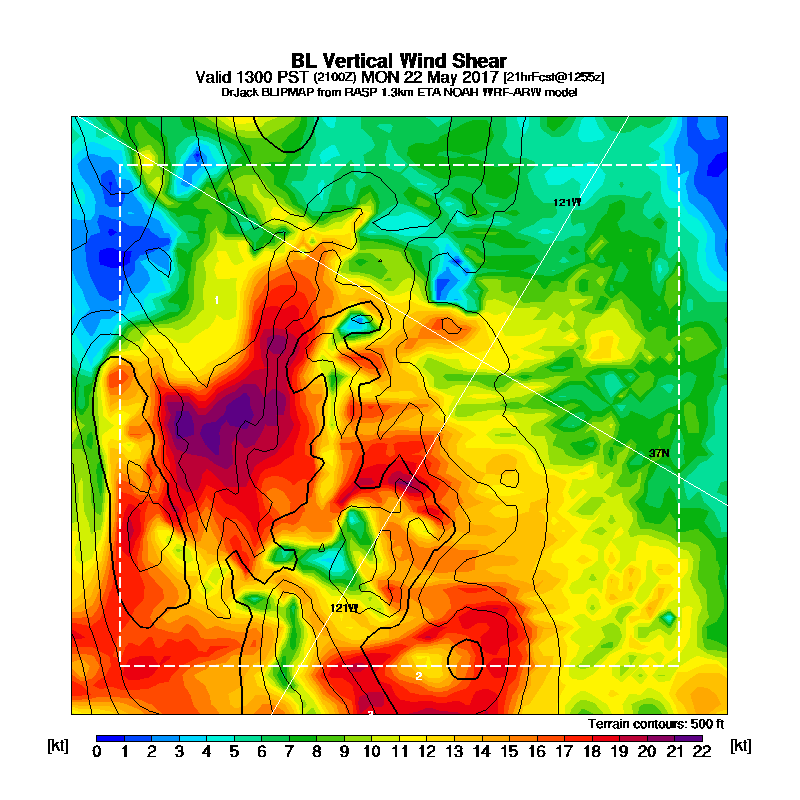 BL Vertical Wind Shear
Valid 1300 PST (2100Z) MON 22 May 2017 [21hrFcst@1255z]
DrJack BLIPMAP from RASP 1.3km ETA NOAH WRF-ARW model
121W
1
37N
121W
2
Terrain contours: 500 ft
[kt] 0 1 2 3 4 5 6 7 8 9 10 11 12 13 14 15 16 17 18 19 20 21 22 [kt]